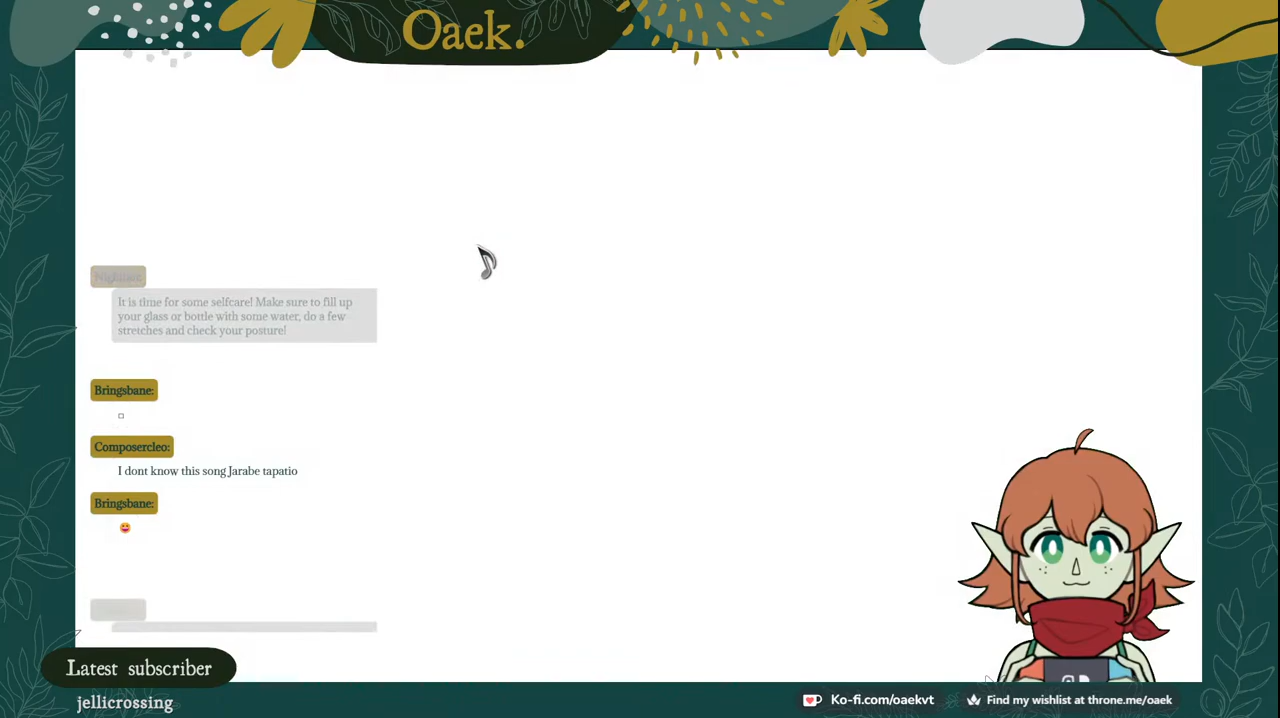 Oaek.
It is time for some selfcare! Make sure to fill up
your glass or bottle with some water, do a few
stretches and check your posture!
Bringsbane:
Composercleo:
I dont know this song Jarabe tapatio
Bringsbane:
Latest subscriber
jellicrossing
Ko-fi.com/oaekvt
Find my wishlist at throne.me/oaek